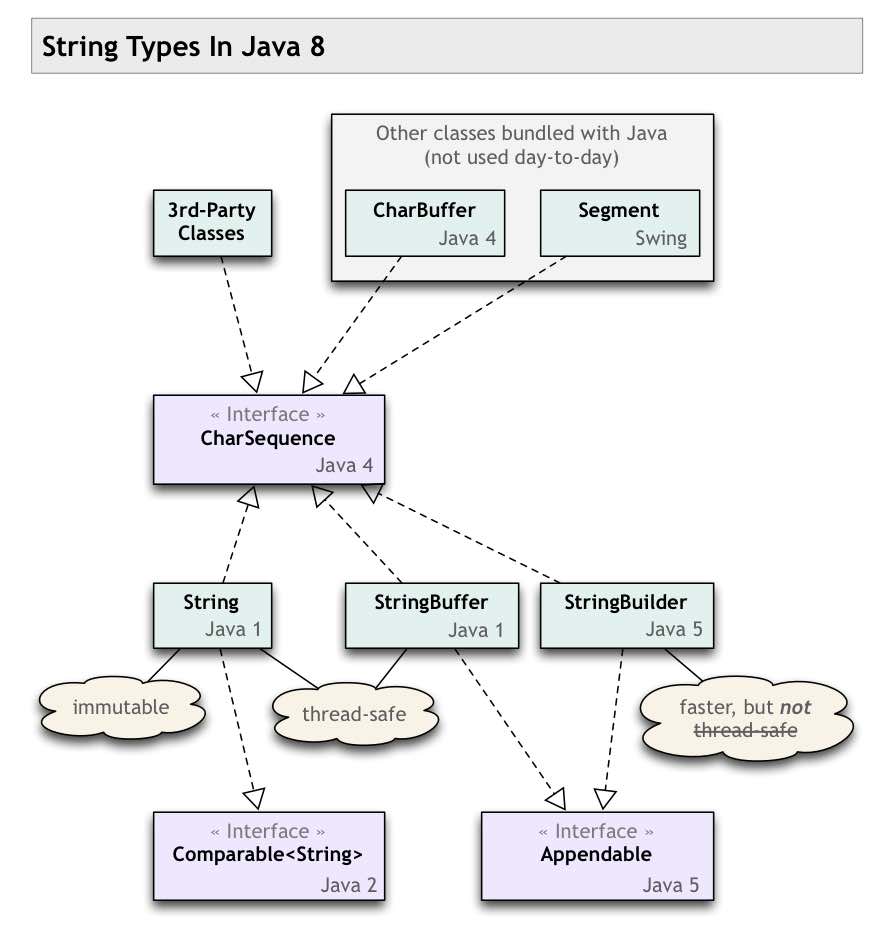 String Types In Java 8
Other classes bundled with Java
(not used day-to-day)
3rd-Party
Classes
CharBuffer
Java 4
Segment
Swing
« Interface »
CharSequence
Java 4
String
Java 1
StringBuffer
Java 1
StringBuilder
Java 5
immutable
thread-safe
faster, but not
thread-safe
« Interface »
Comparable<String>
Java 2
« Interface »
Appendable
Java 5